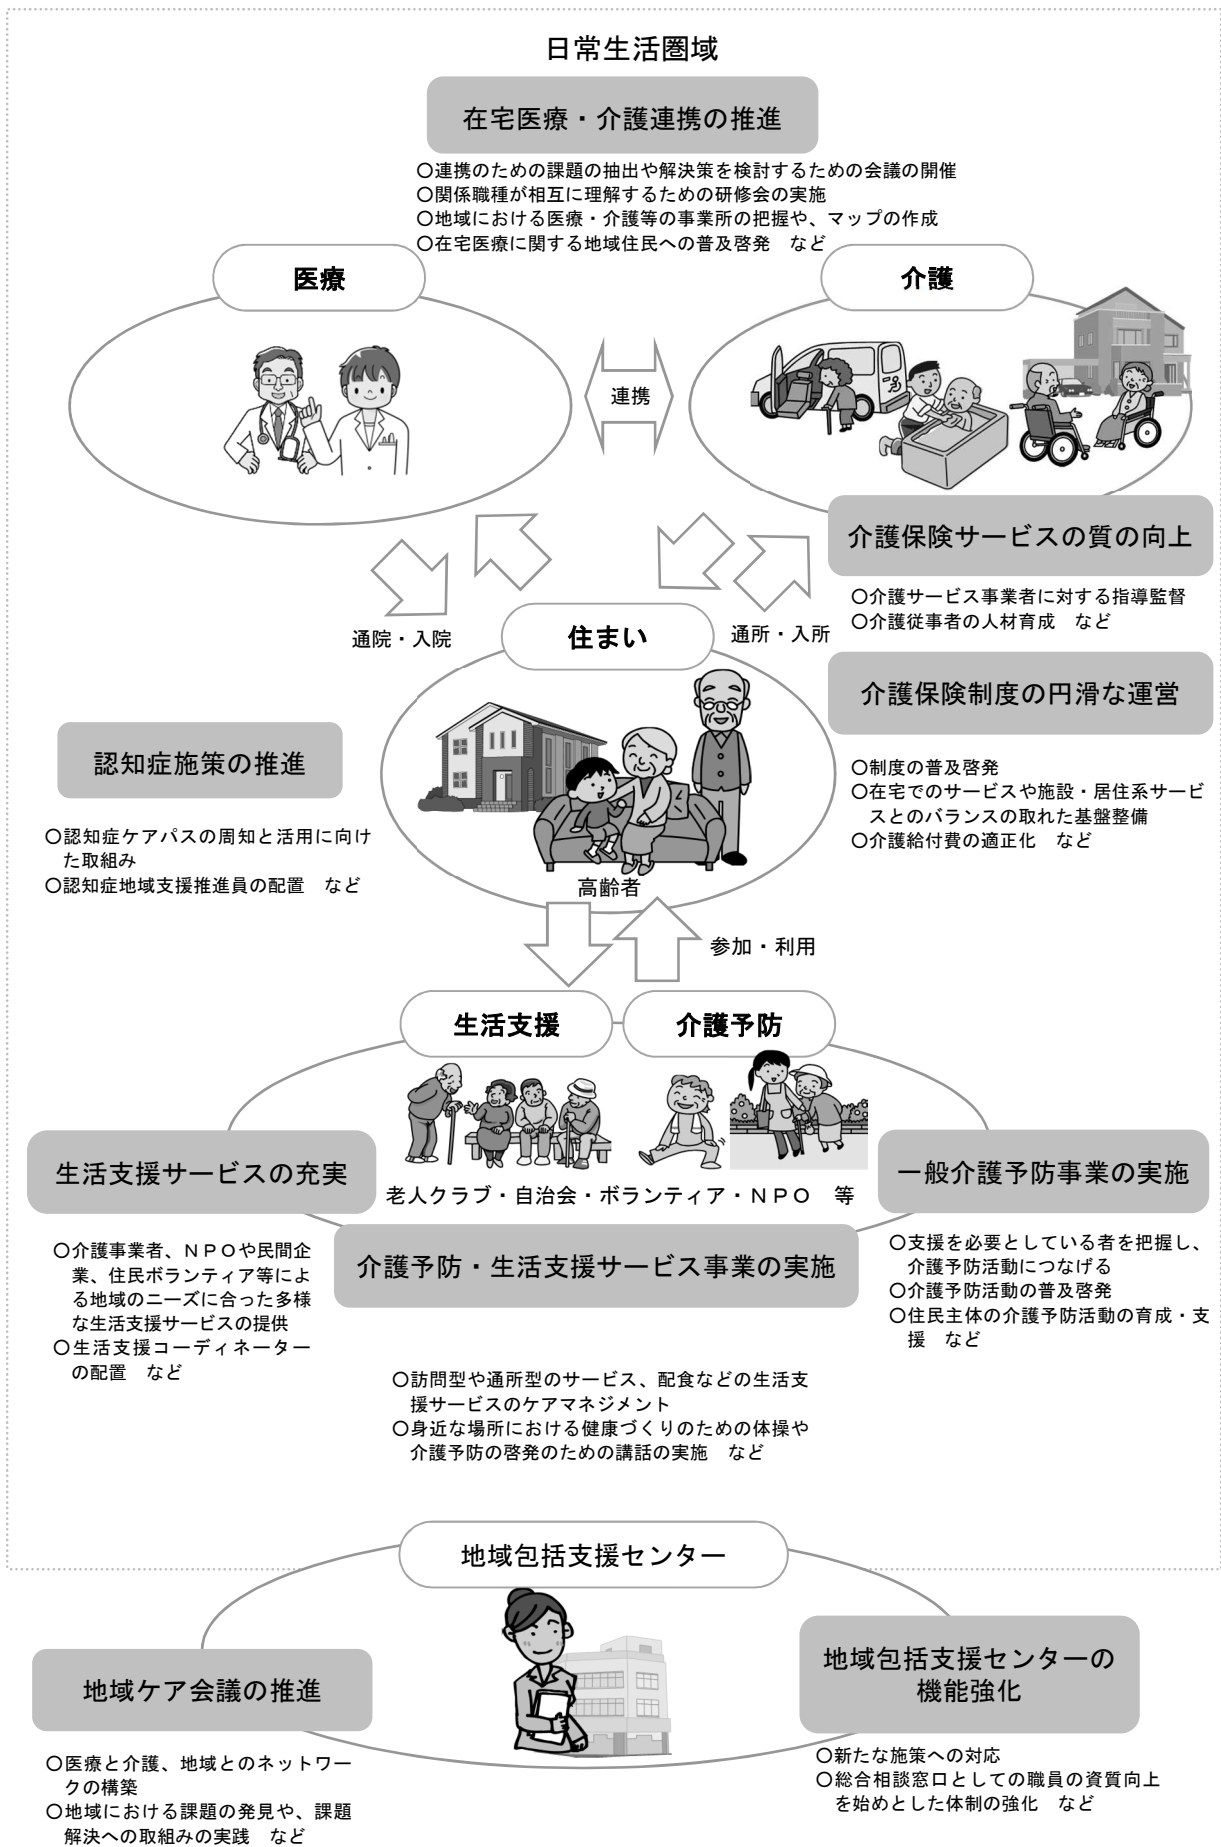 日常生活圏域
在宅医療・介護連携の推進
○連携のための課題の抽出や解決策を検討するための会議の開催
○関係職種が相互に理解するための研修会の実施
○地域における医療・介護等の事業所の把握や、マップの作成
○在宅医療に関する地域住民への普及啓発　など
医療
介護
連携
介護保険サービスの質の向上
○介護サービス事業者に対する指導監督
○介護従事者の人材育成　など
通院・入院
住まい
通所・入所
介護保険制度の円滑な運営
○制度の普及啓発
○在宅でのサービスや施設・居住系サービ
スとのバランスの取れた基盤整備
○介護給付費の適正化　など
認知症施策の推進
○認知症ケアパスの周知と活用に向け
た取組み
○認知症地域支援推進員の配置　など
高齢者
参加・利用
生活支援
介護予防
老人クラブ・自治会・ボランティア・ＮＰＯ　等
生活支援サービスの充実
○介護事業者、ＮＰＯや民間企
業、住民ボランティア等によ
る地域のニーズに合った多様
な生活支援サービスの提供
○生活支援コーディネーター
の配置　など
介護予防・生活支援サービス事業の実施
○訪問型や通所型のサービス、配食などの生活支
援サービスのケアマネジメント
○身近な場所における健康づくりのための体操や
介護予防の啓発のための講話の実施　など
一般介護予防事業の実施
○支援を必要としている者を把握し、
介護予防活動につなげる
○介護予防活動の普及啓発
○住民主体の介護予防活動の育成・支
援　など
地域包括支援センター
地域ケア会議の推進
○医療と介護、地域とのネットワー
クの構築
○地域における課題の発見や、課題
解決への取組みの実践　など
地域包括支援センターの
機能強化
○新たな施策への対応
○総合相談窓口としての職員の資質向上
を始めとした体制の強化　など